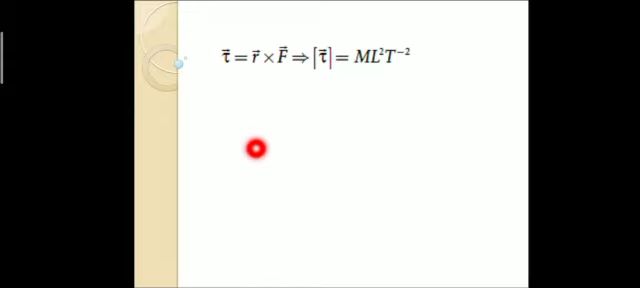 τ⃗ = r⃗ × F⃗ ⇒ [τ⃗] = ML²T⁻²